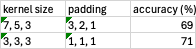 kernel size padding accuracy (%)
7, 5, 3 3, 2, 1 69
3, 3, 3 1, 1, 1 71